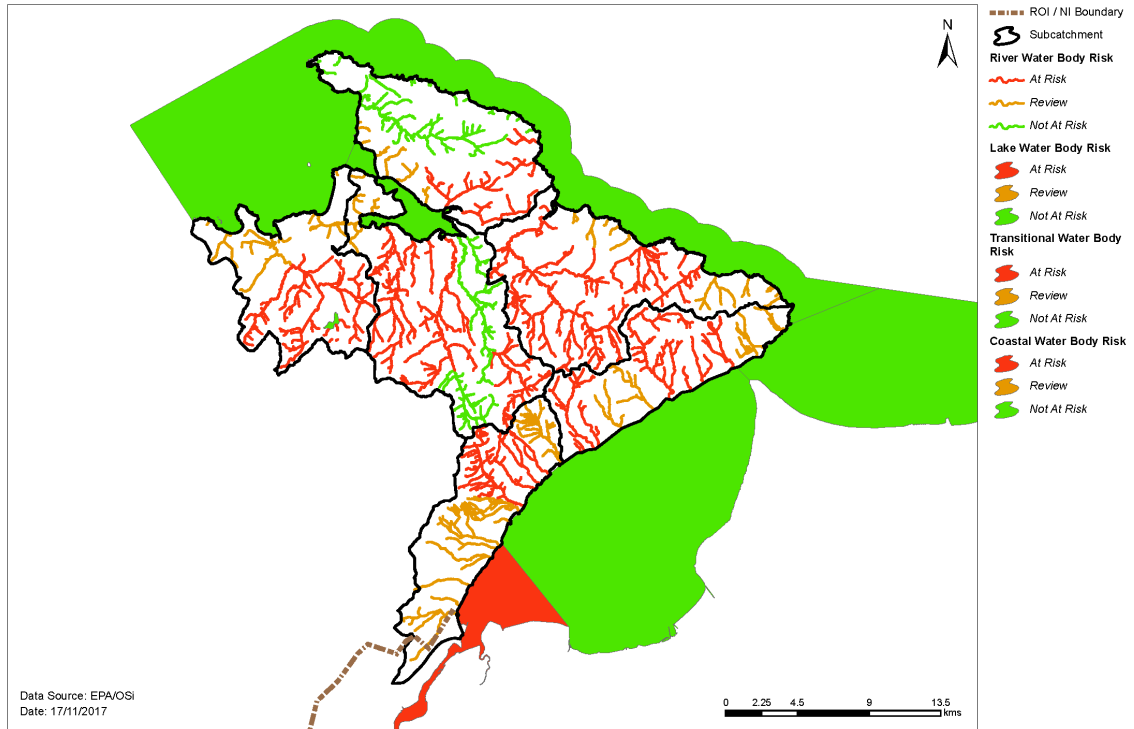 N
ROI / NI Boundary
Subcatchment
River Water Body Risk
At Risk
Review
Not At Risk
Lake Water Body Risk
At Risk
Review
Not At Risk
Transitional Water Body
Risk
At Risk
Review
Not At Risk
Coastal Water Body Risk
At Risk
Review
Not At Risk
Data Source: EPA/OSi
Date: 17/11/2017
0 2.25 4.5 9 13.5
kms